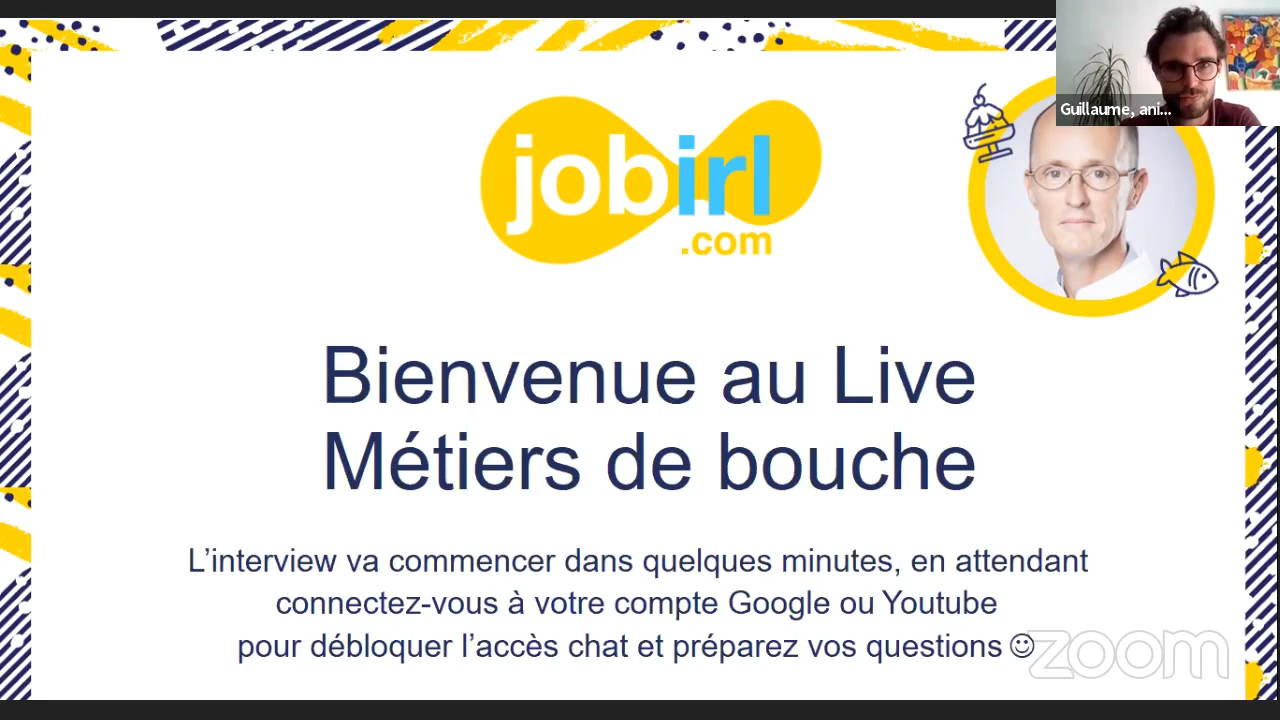 Guillaume, ani...
jobirl
.com
Bienvenue au Live
Métiers de bouche
L'interview va commencer dans quelques minutes, en attendant
connectez-vous à votre compte Google ou Youtube
pour débloquer l'accès chat et préparez vos questions ☺
zoom